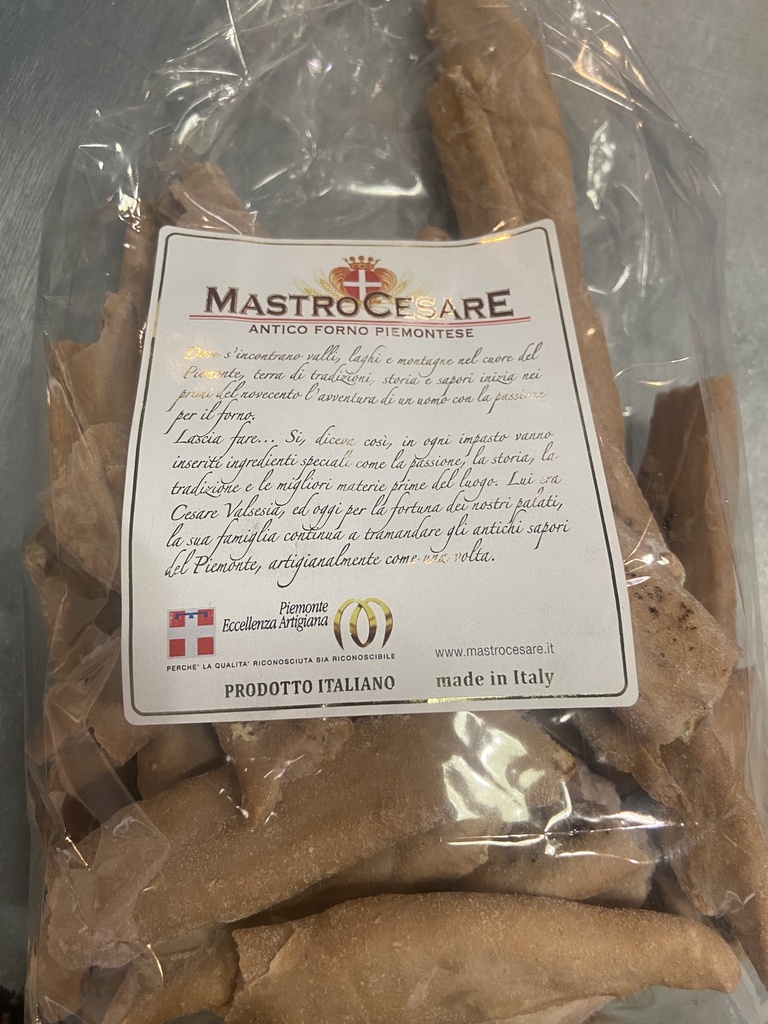 MASTROCESARE
ANTICO FORNO PIEMONTESE
Dove s'incontrano valli, laghi e montagne nel cuore del
Piemonte, terra di tradizioni, storia e sapori inizia nei
primi del novecento l'avventura di un uomo con la passione
per il forno.
Lascia fare... Si, diceva così, in ogni impasto vanno
inseriti ingredienti speciali come la passione, la storia, la
tradizione e le migliori materie prime del luogo. Lui era
Cesare Valsesia, ed oggi per la fortuna dei nostri palati,
la sua famiglia continua a tramandare gli antichi sapori
del Piemonte, artigianalmente come una volta.
Piemonte
Eccellenza Artigiana
PERCHE' LA QUALITA' RICONOSCIUTA SIA RICONOSCIBILE
www.mastrocesare.it
PRODOTTO ITALIANO made in Italy